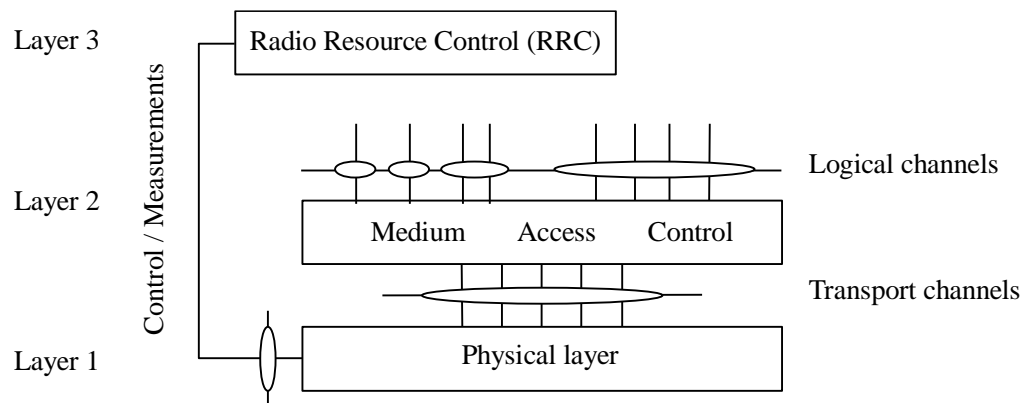 Layer 3
Radio Resource Control (RRC)
Control / Measurements
Logical channels
Layer 2
Medium Access Control
Transport channels
Layer 1
Physical layer